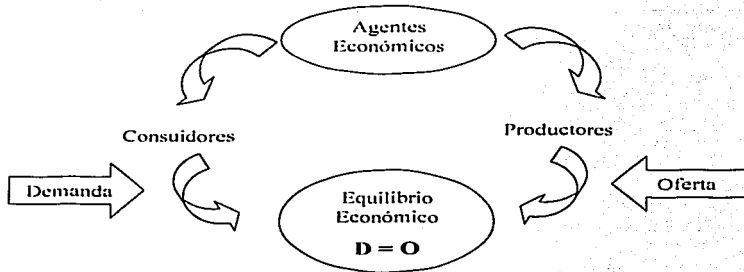 Agentes
Económicos
Consuidores
Productores
Demanda
Oferta
Equilibrio
Económico
D = O